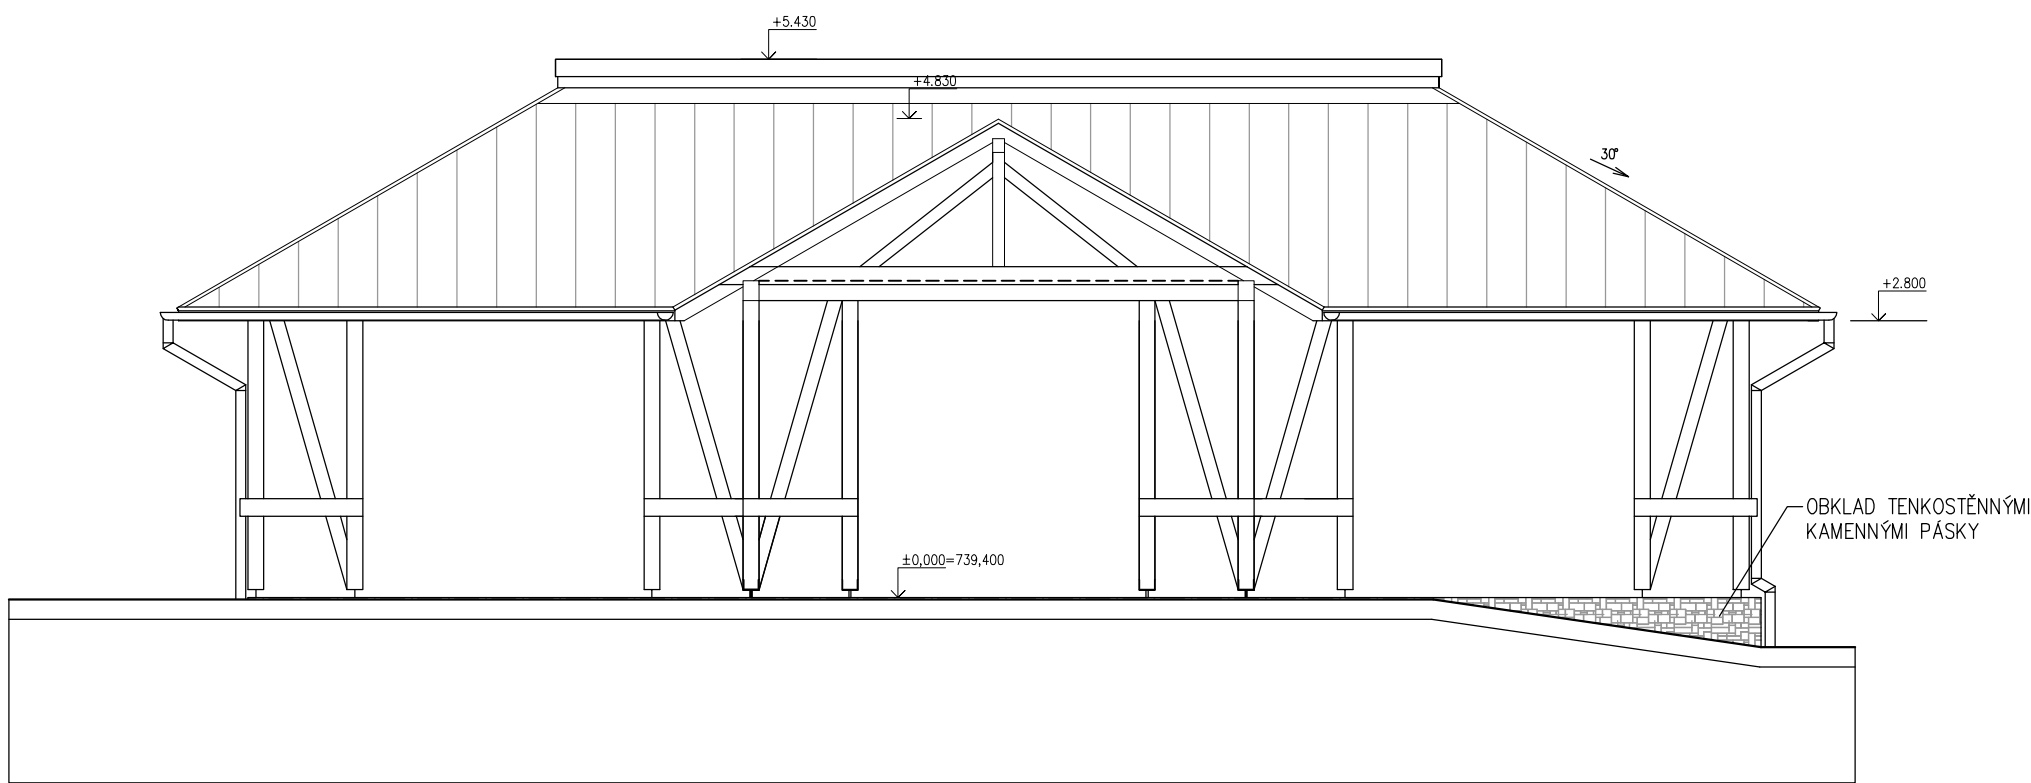 +5.430
+4.830
30°
+2.800
OBKLAD TENKOSTĚNNÝMI
KAMENNÝMI PÁSKY
±0,000=739,400